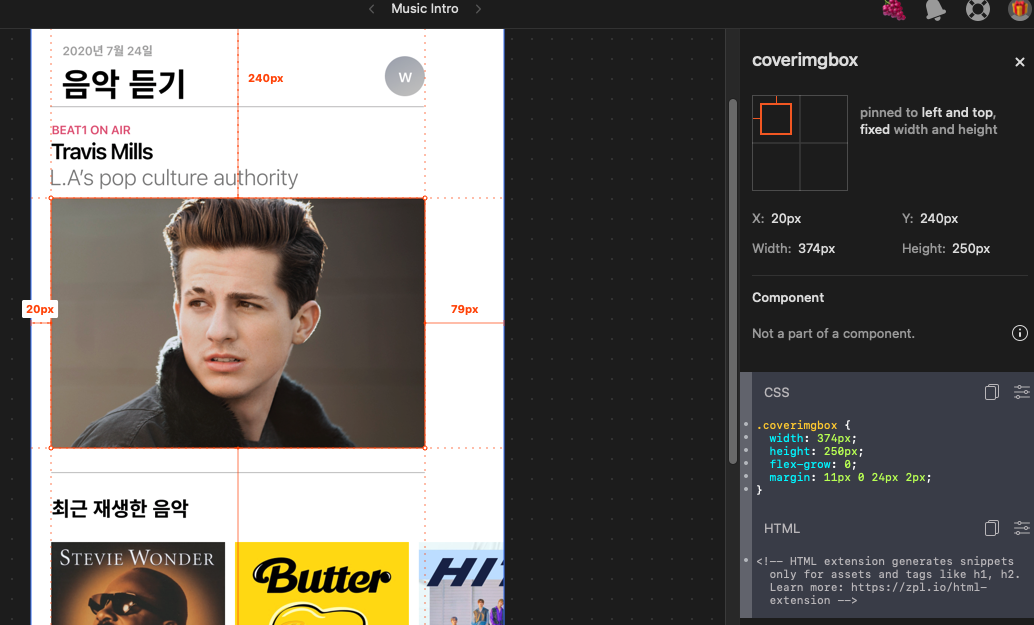 Music Intro
2020년 7월 24일
음악 듣기
W
240px
BEAT1 ON AIR
Travis Mills
L.A's pop culture authority
20px
79px
최근 재생한 음악
STEVIE WONDER
Butter
coverimgbox
pinned to left and top,
fixed width and height
X: 20px
Y: 240px
Width: 374px
Height: 250px
Component
Not a part of a component.
CSS
.coverimgbox {
width: 374px;
height: 250px;
flex-grow: 0;
margin: 11px 0 24px 2px;
}
HTML
<!-- HTML extension generates snippets
only for assets and tags like h1, h2.
Learn more: https://zpl.io/html-
extension -->